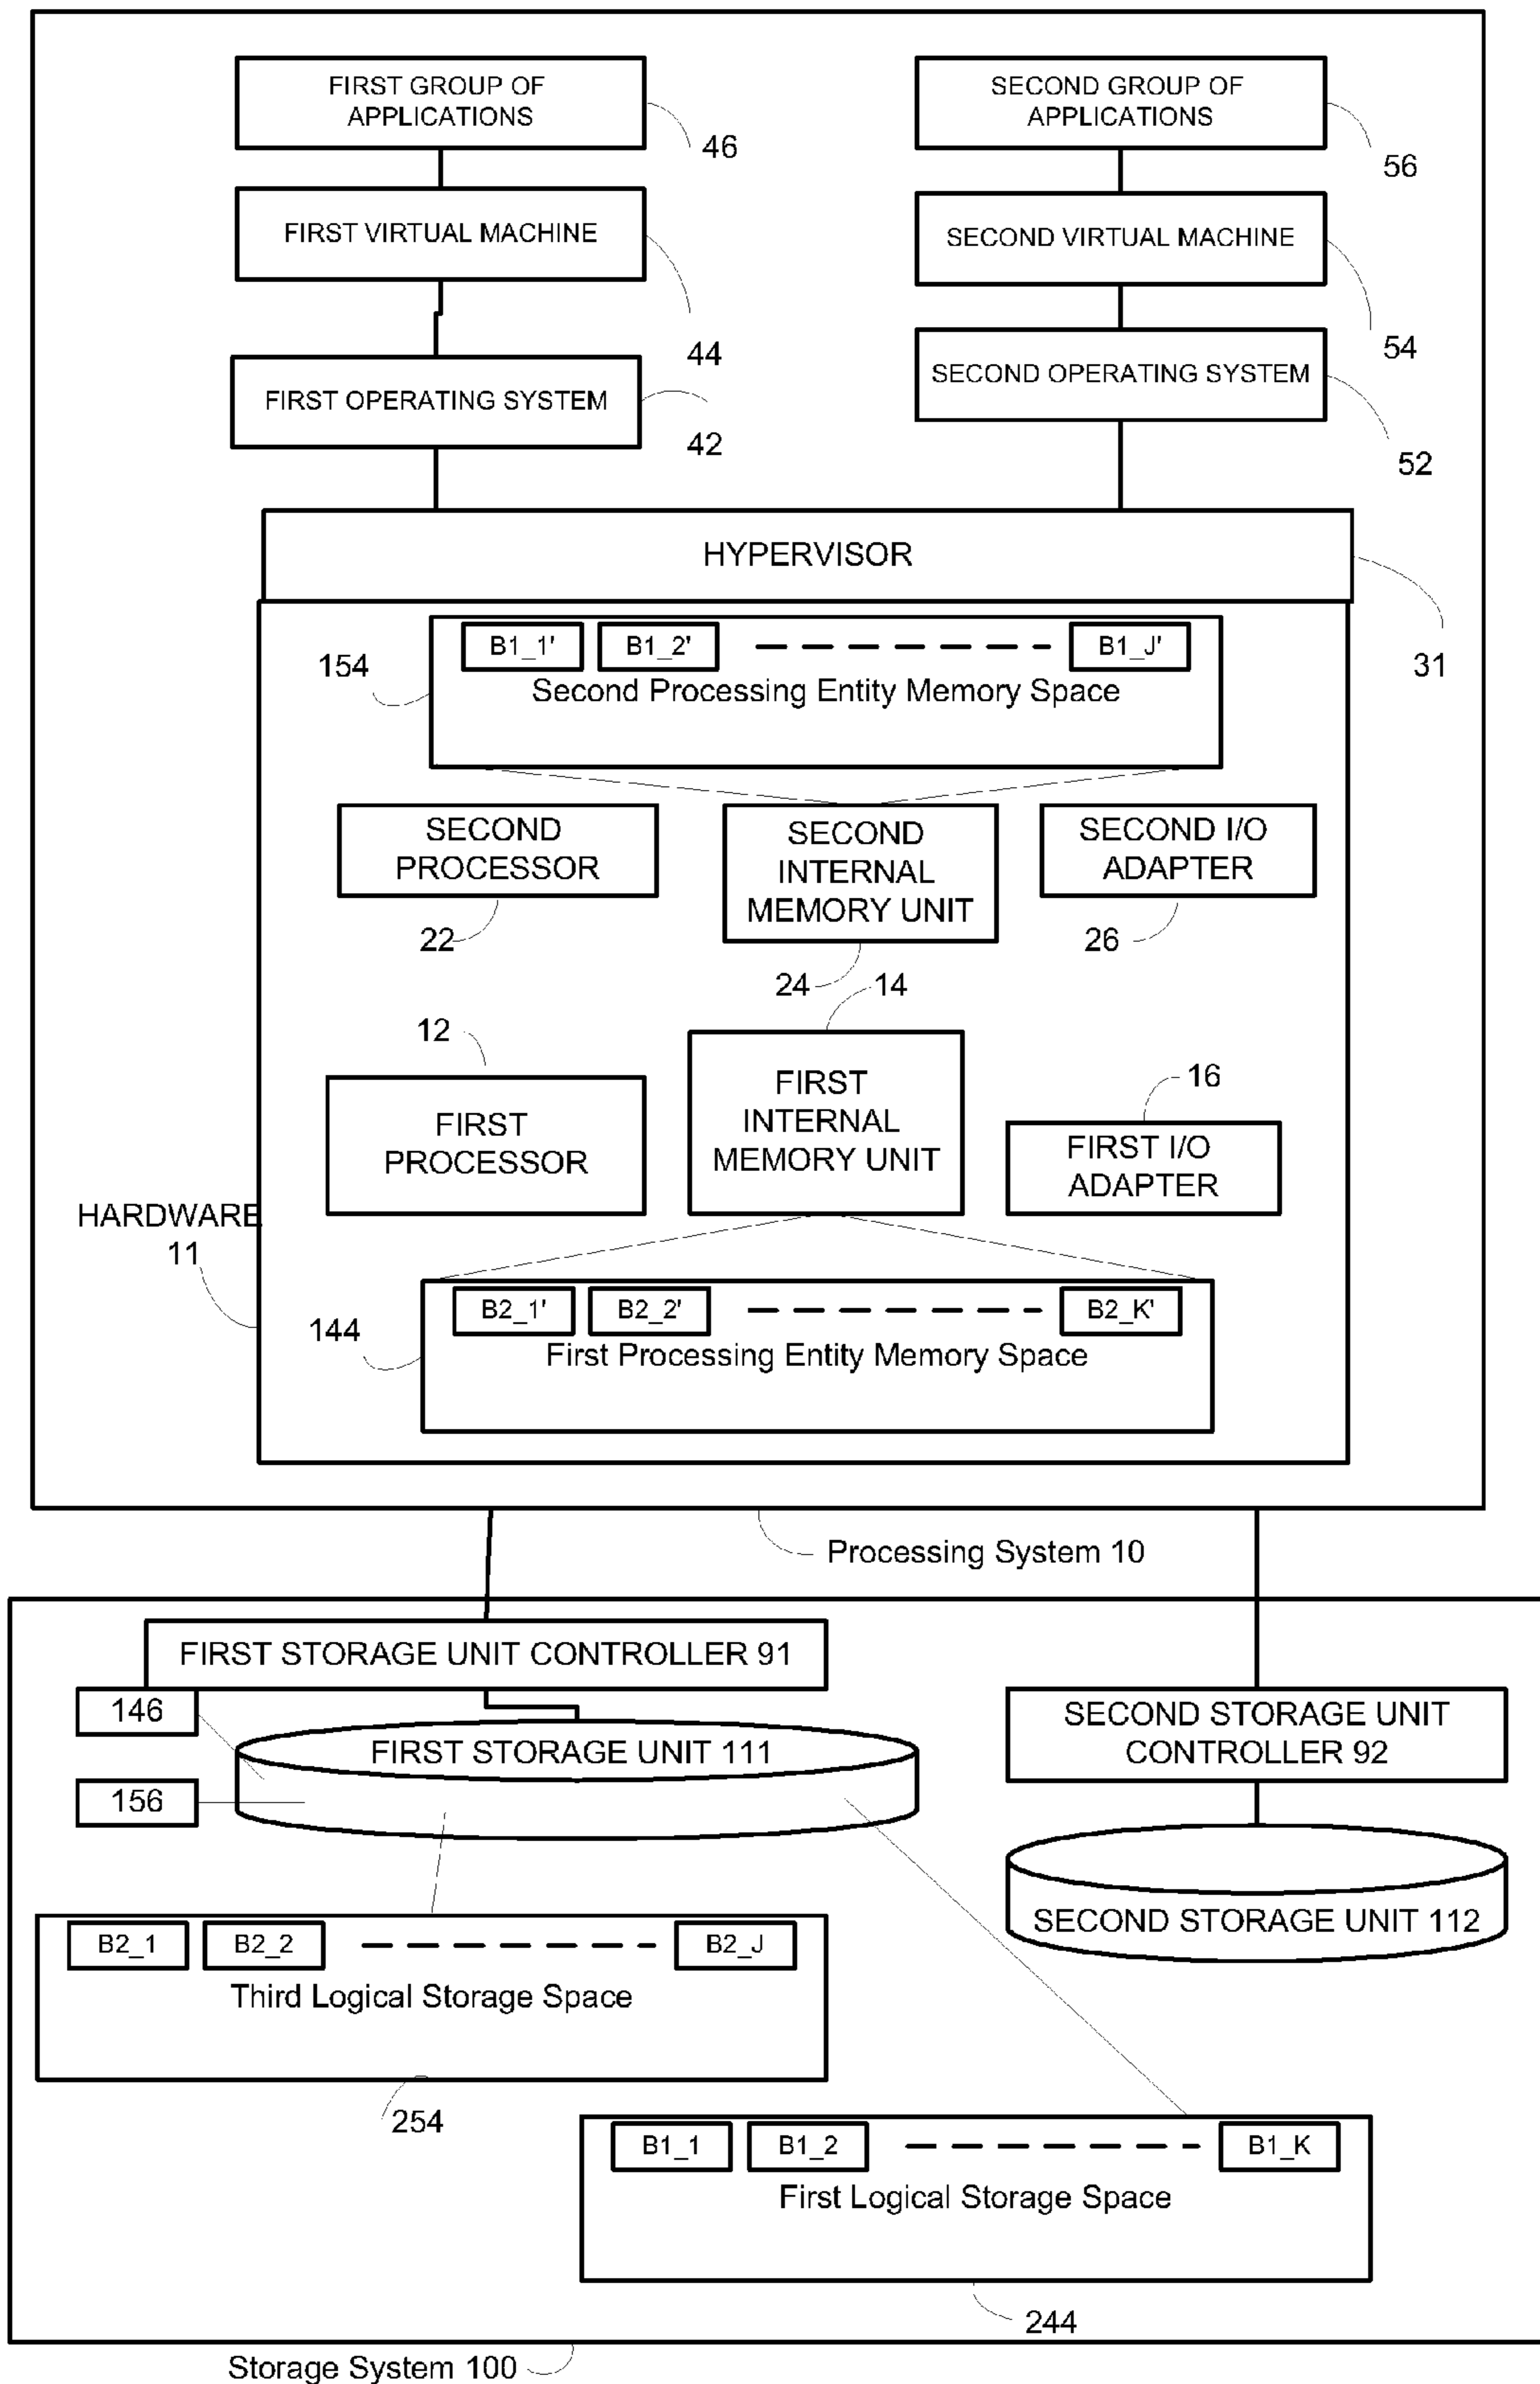 FIRST GROUP OF
APPLICATIONS
46
SECOND GROUP OF
APPLICATIONS
56
FIRST VIRTUAL MACHINE
44
SECOND VIRTUAL MACHINE
54
FIRST OPERATING SYSTEM
42
SECOND OPERATING SYSTEM
52
HYPERVISOR
31
B1_1'
B1_2'
B1_J'
Second Processing Entity Memory Space
154
SECOND
PROCESSOR
22
SECOND
INTERNAL
MEMORY UNIT
24
SECOND I/O
ADAPTER
26
14
12
FIRST
PROCESSOR
FIRST
INTERNAL
MEMORY UNIT
16
FIRST I/O
ADAPTER
HARDWARE
11
B2_1'
B2_2'
B2_K'
First Processing Entity Memory Space
144
Processing System 10
FIRST STORAGE UNIT CONTROLLER 91
146
156
FIRST STORAGE UNIT 111
SECOND STORAGE UNIT
CONTROLLER 92
SECOND STORAGE UNIT 112
B2_1
B2_2
B2_J
Third Logical Storage Space
254
B1_1
B1_2
B1_K
First Logical Storage Space
244
Storage System 100